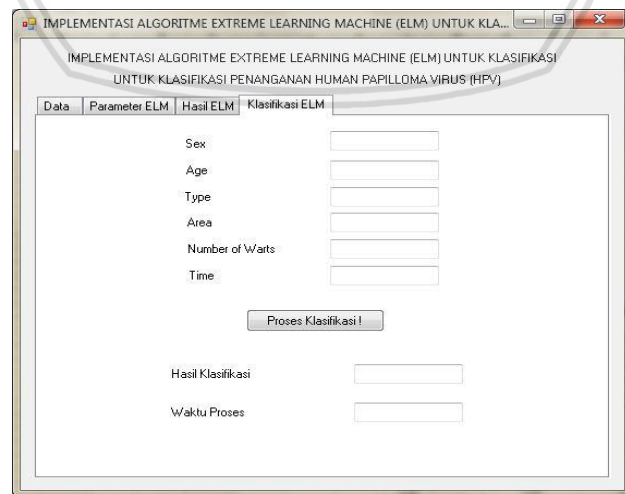 IMPLEMENTASI ALGORITME EXTREME LEARNING MACHINE (ELM) UNTUK KLA...
IMPLEMENTASI ALGORITME EXTREME LEARNING MACHINE (ELM) UNTUK KLASIFIKASI
UNTUK KLASIFIKASI PENANGANAN HUMAN PAPILLOMA VIRUS (HPV)
Data Parameter ELM Hasil ELM Klasifikasi ELM
Sex
Age
Type
Area
Number of Warts
Time
Proses Klasifikasi !
Hasil Klasifikasi
Waktu Proses